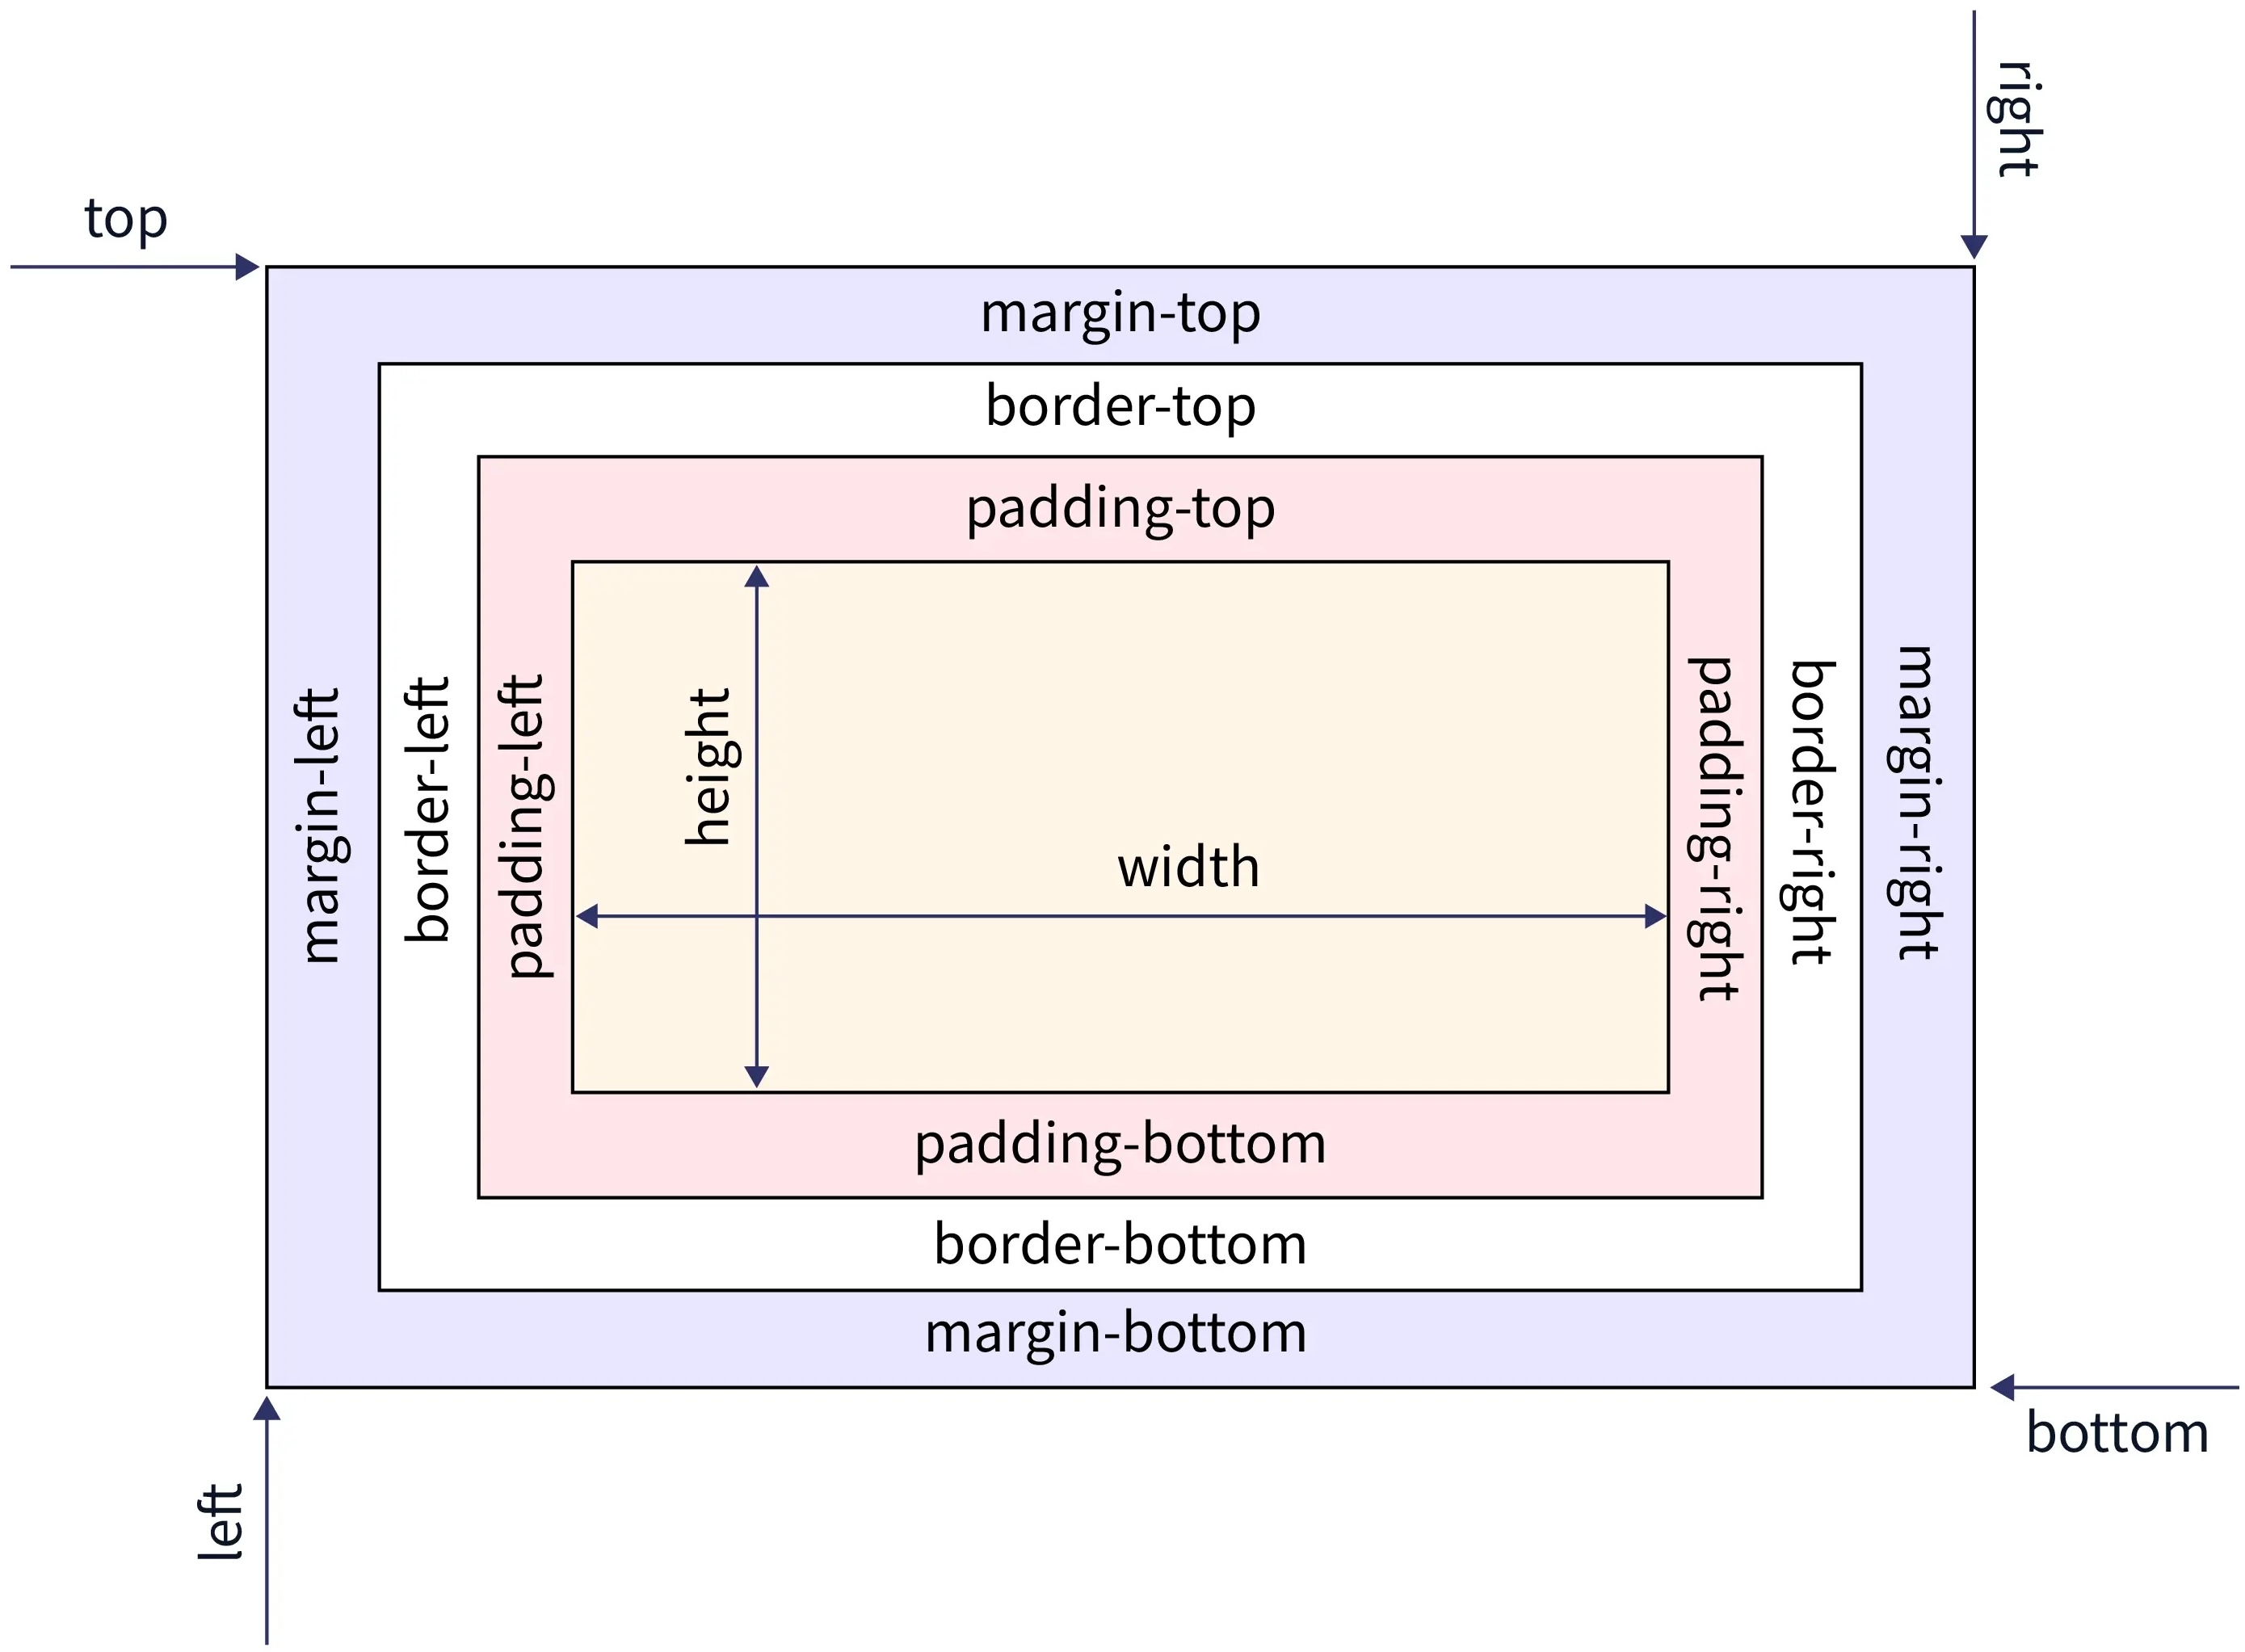 right
top
margin-top
border-top
padding-top
margin-left
border-left
padding-left
height
width
padding-right
border-right
margin-right
padding-bottom
border-bottom
margin-bottom
bottom
left